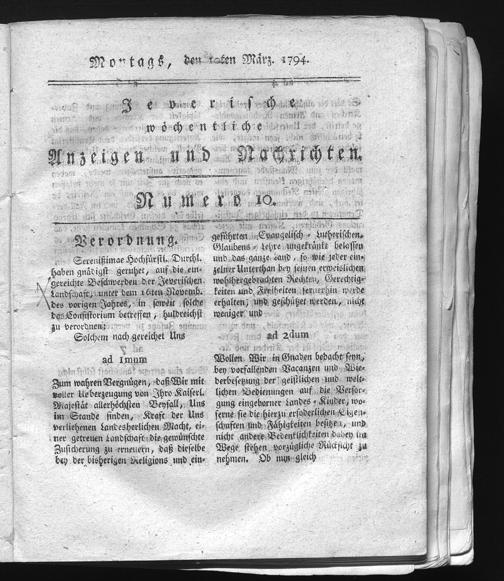 Montags, den 10ten März. 1794.
Jeverische
wöchentliche
Anzeigen und Nachrichten.
Numero 10.
Verordnung.
Serenissimae Hochfürstl. Durchl.
haben gnädigst geruhet, auf die ein-
gereichte Beschwerden der Jeverischen
Landschaft, unter dem 16ten Novemb.
des vorigen Jahres, in soweit solche
das Consistorium betreffen, huldreichst
zu verordnen:
Solchem nach gereichet Uns
ad 1mum
Zum wahren Vergnügen, daß Wir mit
voller Ueberzeugung von Ihro Kaiserl.
Majestät allerhöchsten Beyfall, Uns
im Stande finden, Kraft der Uns
verliehenen Landesherlichen Macht, ei-
ner getreuen Landschaft die gewünschte
Zusicherung zu erneuern, daß dieselbe
bey der bisherigen Religions und ein-
geführten Evangelisch-Lutherischen
Glaubens-Lehre ungekränkt belassen
und das ganze Land, so wie jeder ein-
zelner Unterthan bey seinen erweislichen
wohlhergebrachten Rechten, Gerechtig-
keiten und Freiheiten fernerhin werde
erhalten; und geschützet werden, nicht
weniger und
ad 2dum
Wollen Wir in Gnaden bedacht seyn,
bey vorfallenden Vacanzen und Wie-
derbesetzung der geistlichen und welt-
lichen Bedienungen auf die Versor-
gung eingeborner Landes-Kinder, wo-
ferne sie die hierzu erfoderlichen Eigen-
schaften und Fähigkeiten besitzen, und
nicht andere Bedenklichkeiten dabey im
Wege stehen vorzügliche Rücksicht zu
nehmen. Ob nun gleich